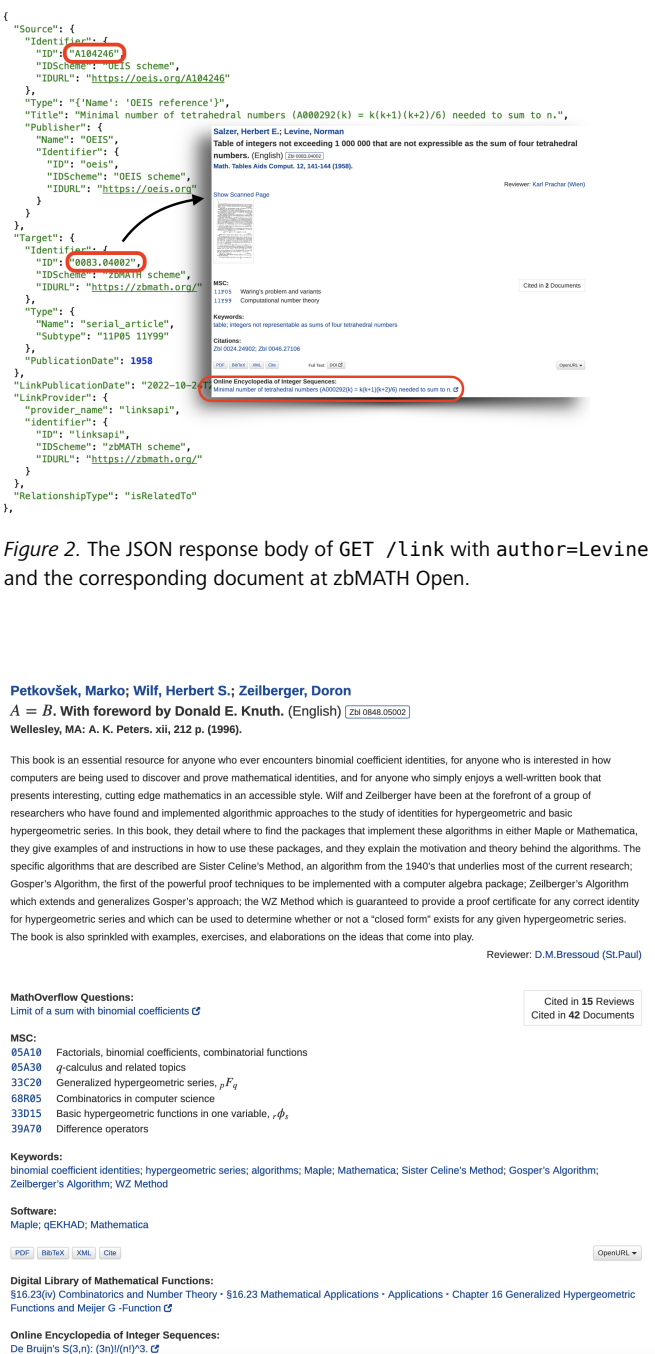 {
"Source": {
"Identifier": {
"ID": "A104246",
"IDScheme": "OEIS scheme",
"IDURL": "https://oeis.org/A104246"
},
"Type": "{'Name': 'OEIS reference'}",
"Title": "Minimal number of tetrahedral numbers (A000292(k) = k(k+1)(k+2)/6) needed to sum to n.",
"Publisher": {
"Name": "OEIS",
"Identifier": {
"ID": "oeis",
"IDScheme": "OEIS scheme",
"IDURL": "https://oeis.org"
}
}
},
"Target": {
"Identifier": {
"ID": "0083.04002",
"IDScheme": "zbMATH scheme",
"IDURL": "https://zbmath.org/"
},
"Type": {
"Name": "serial_article",
"Subtype": "11P05 11Y99"
},
"PublicationDate": 1958
},
"LinkPublicationDate": "2022-10-24T
"LinkProvider": {
"provider_name": "linksapi",
"identifier": {
"ID": "linksapi",
"IDScheme": "zbMATH scheme",
"IDURL": "https://zbmath.org/"
}
},
"RelationshipType": "isRelatedTo"
},
Salzer, Herbert E.; Levine, Norman
Table of integers not exceeding 1 000 000 that are not expressible as the sum of four tetrahedral
numbers. (English) Zbl 0083.04002
Math. Tables Aids Comput. 12, 141-144 (1958).
Reviewer: Karl Prachar (Wien)
Show Scanned Page
MSC:
11P05 Waring's problem and variants
11Y99 Computational number theory
Cited in 2 Documents
Keywords:
table; integers not representable as sums of four tetrahedral numbers
Citations:
Zbl 0024.24902; Zbl 0046.27106
PDF BibTeX XML Cite Full Text: DOI OpenURL
Online Encyclopedia of Integer Sequences:
Minimal number of tetrahedral numbers (A000292(k) = k(k+1)(k+2)/6) needed to sum to n.
Figure 2. The JSON response body of GET /link with author=Levine
and the corresponding document at zbMATH Open.
Petkovšek, Marko; Wilf, Herbert S.; Zeilberger, Doron
A = B. With foreword by Donald E. Knuth. (English) Zbl 0848.05002
Wellesley, MA: A. K. Peters. xii, 212 p. (1996).
This book is an essential resource for anyone who ever encounters binomial coefficient identities, for anyone who is interested in how
computers are being used to discover and prove mathematical identities, and for anyone who simply enjoys a well-written book that
presents interesting, cutting edge mathematics in an accessible style. Wilf and Zeilberger have been at the forefront of a group of
researchers who have found and implemented algorithmic approaches to the study of identities for hypergeometric and basic
hypergeometric series. In this book, they detail where to find the packages that implement these algorithms in either Maple or Mathematica,
they give examples of and instructions in how to use these packages, and they explain the motivation and theory behind the algorithms. The
specific algorithms that are described are Sister Celine's Method, an algorithm from the 1940's that underlies most of the current research;
Gosper's Algorithm, the first of the powerful proof techniques to be implemented with a computer algebra package; Zeilberger's Algorithm
which extends and generalizes Gosper's approach; the WZ Method which is guaranteed to provide a proof certificate for any correct identity
for hypergeometric series and which can be used to determine whether or not a “closed form” exists for any given hypergeometric series.
The book is also sprinkled with examples, exercises, and elaborations on the ideas that come into play.
Reviewer: D.M.Bressoud (St.Paul)
MathOverflow Questions:
Limit of a sum with binomial coefficients
Cited in 15 Reviews
Cited in 42 Documents
MSC:
05A10 Factorials, binomial coefficients, combinatorial functions
05A30 q-calculus and related topics
33C20 Generalized hypergeometric series, pFq
68R05 Combinatorics in computer science
33D15 Basic hypergeometric functions in one variable, rϕs
39A70 Difference operators
Keywords:
binomial coefficient identities; hypergeometric series; algorithms; Maple; Mathematica; Sister Celine's Method; Gosper's Algorithm;
Zeilberger's Algorithm; WZ Method
Software:
Maple; qEKHAD; Mathematica
PDF BibTeX XML Cite OpenURL
Digital Library of Mathematical Functions:
§16.23(iv) Combinatorics and Number Theory ‣ §16.23 Mathematical Applications ‣ Applications ‣ Chapter 16 Generalized Hypergeometric
Functions and Meijer G -Function
Online Encyclopedia of Integer Sequences:
De Bruijn's S(3,n): (3n)!/(n!)^3.